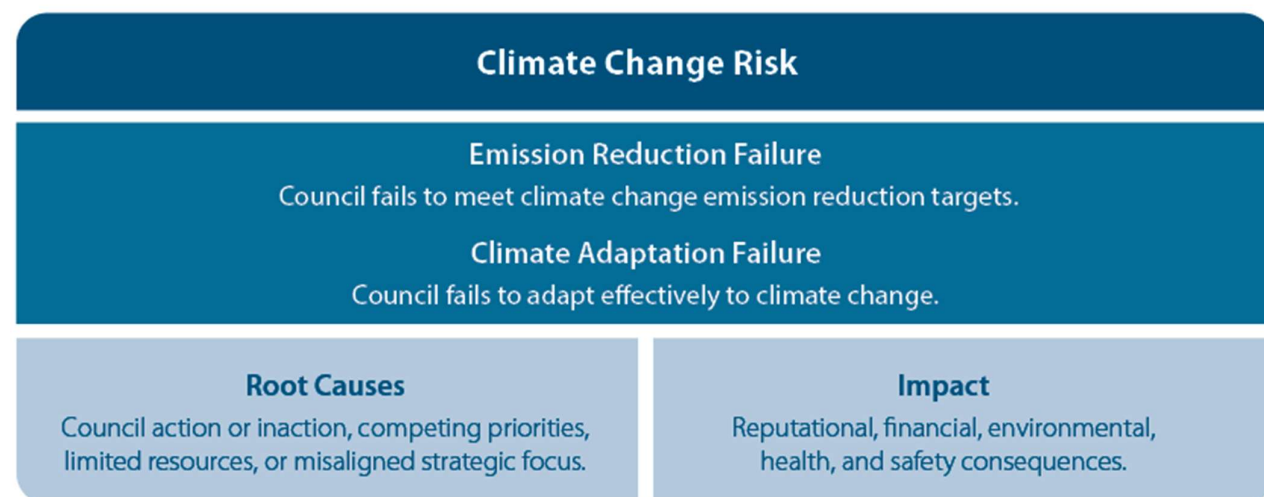 Climate Change Risk
Emission Reduction Failure
Council fails to meet climate change emission reduction targets.
Climate Adaptation Failure
Council fails to adapt effectively to climate change.
Root Causes
Council action or inaction, competing priorities,
limited resources, or misaligned strategic focus.
Impact
Reputational, financial, environmental,
health, and safety consequences.